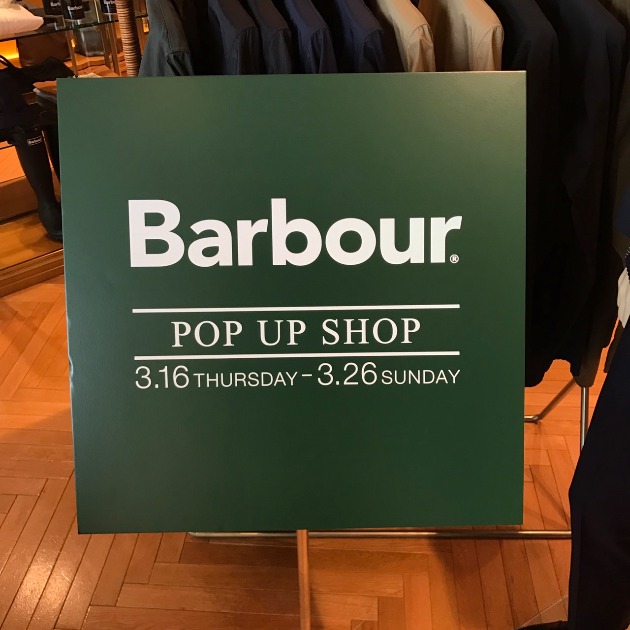 Barbour®
POP UP SHOP
3.16 THURSDAY - 3.26 SUNDAY